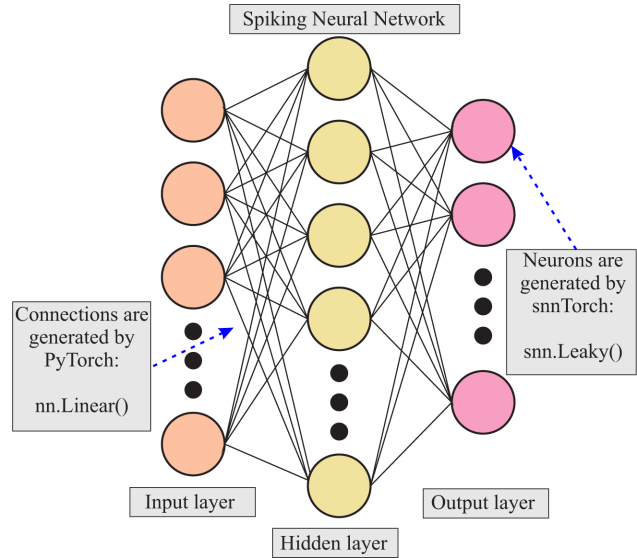 Spiking Neural Network
Connections are
generated by
PyTorch:
nn.Linear()
Neurons are
generated by
snnTorch:
snn.Leaky()
Input layer
Hidden layer
Output layer